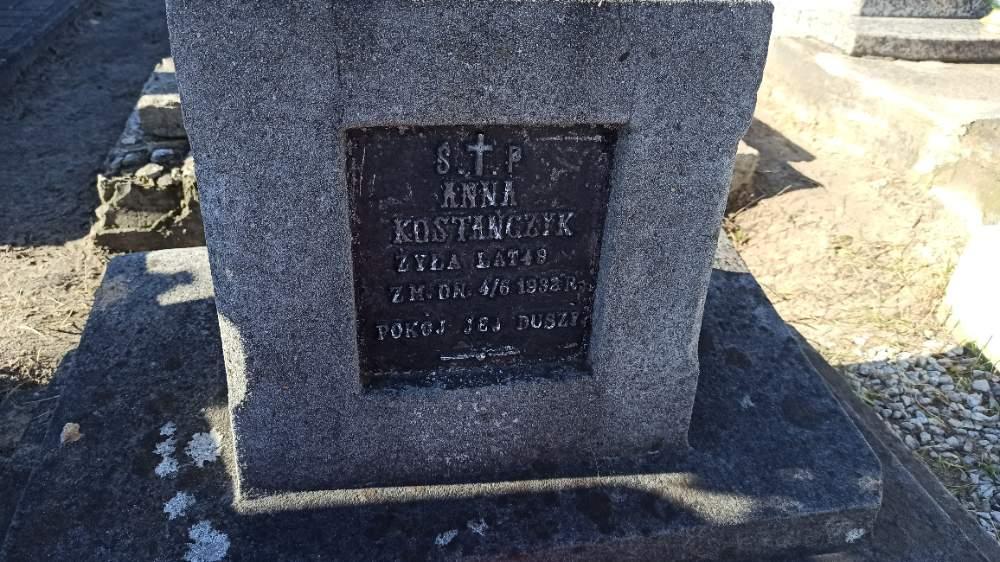 Ś.†P
ANNA
KOSTAŃCZYK
ŻYŁA LAT 48
ZM. DN. 4/6 1932 R.
POKÓJ JEJ DUSZY